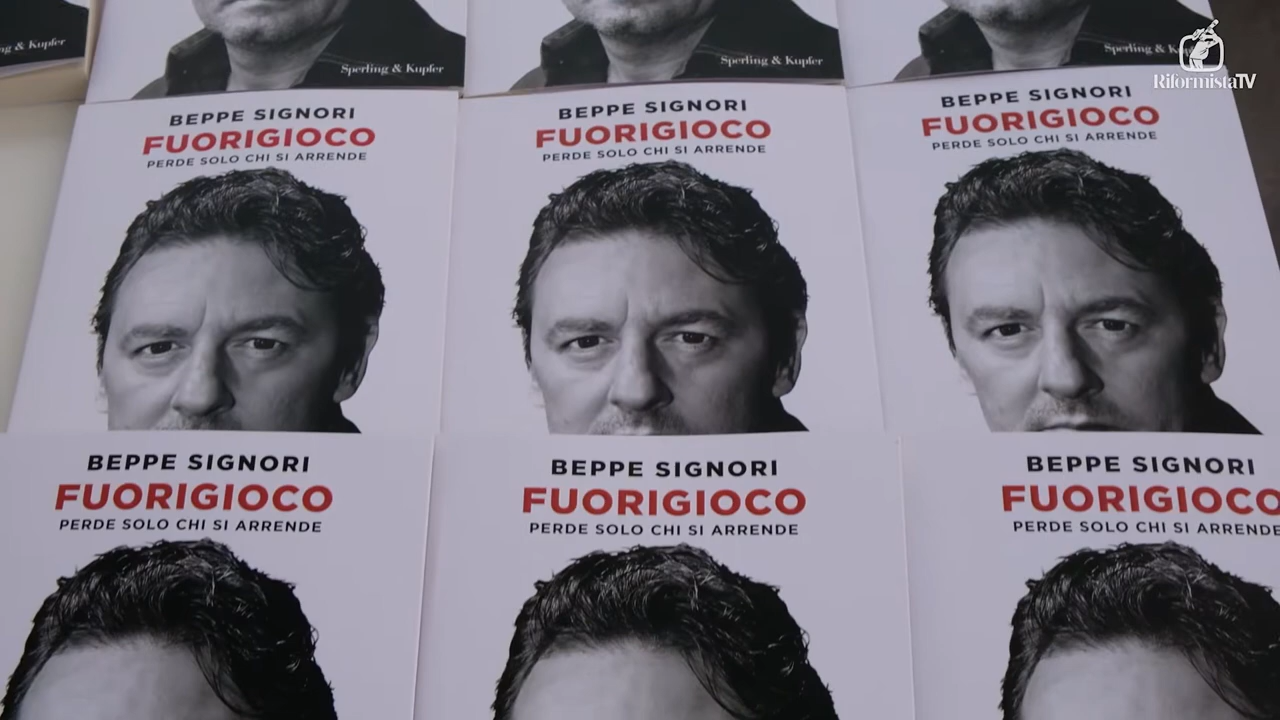 Sperling & Kupfer
Sperling & Kupfer
Sperling & Kupfer
RiformistaTV
BEPPE SIGNORI
FUORIGIOCO
PERDE SOLO CHI SI ARRENDE
BEPPE SIGNORI
FUORIGIOCO
PERDE SOLO CHI SI ARRENDE
BEPPE SIGNORI
FUORIGIOCO
PERDE SOLO CHI SI ARRENDE
BEPPE SIGNORI
FUORIGIOCO
PERDE SOLO CHI SI ARRENDE
BEPPE SIGNORI
FUORIGIOCO
PERDE SOLO CHI SI ARRENDE
BEPPE SIGNORI
FUORIGIOCO
PERDE SOLO CHI SI ARRENDE